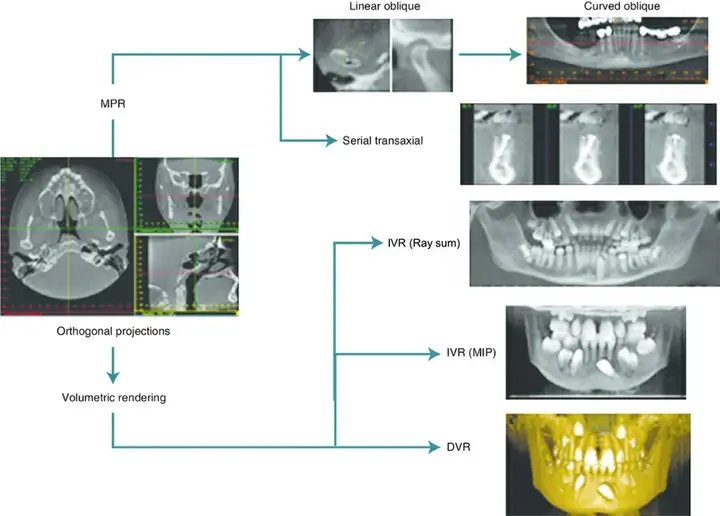 Linear oblique
Curved oblique
MPR
Serial transaxial
IVR (Ray sum)
Orthogonal projections
IVR (MIP)
Volumetric rendering
DVR